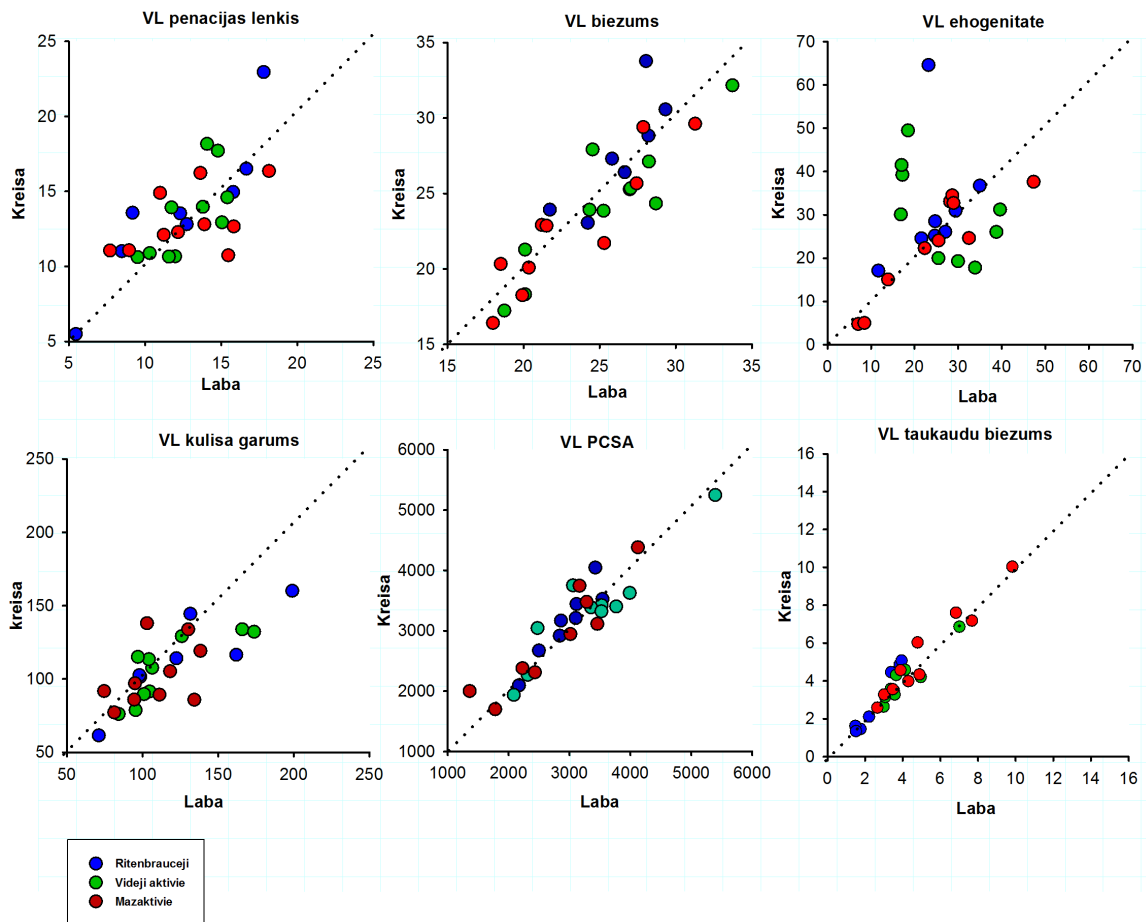 VL penacijas lenkis
25
20
15
10
5
Kreisa
5 10 15 20 25
Laba
VL biezums
35
30
25
20
15
Kreisa
15 20 25 30 35
Laba
VL ehogenitate
70
60
50
40
30
20
10
0
Kreisa
0 10 20 30 40 50 60 70
Laba
VL kulisa garums
250
200
150
100
50
kreisa
50 100 150 200 250
Laba
VL PCSA
6000
5000
4000
3000
2000
1000
Kreisa
1000 2000 3000 4000 5000 6000
Laba
VL taukaudu biezums
16
14
12
10
8
6
4
2
0
Kreisa
0 2 4 6 8 10 12 14 16
Laba
Ritenbrauceji
Videji aktivie
Mazaktivie